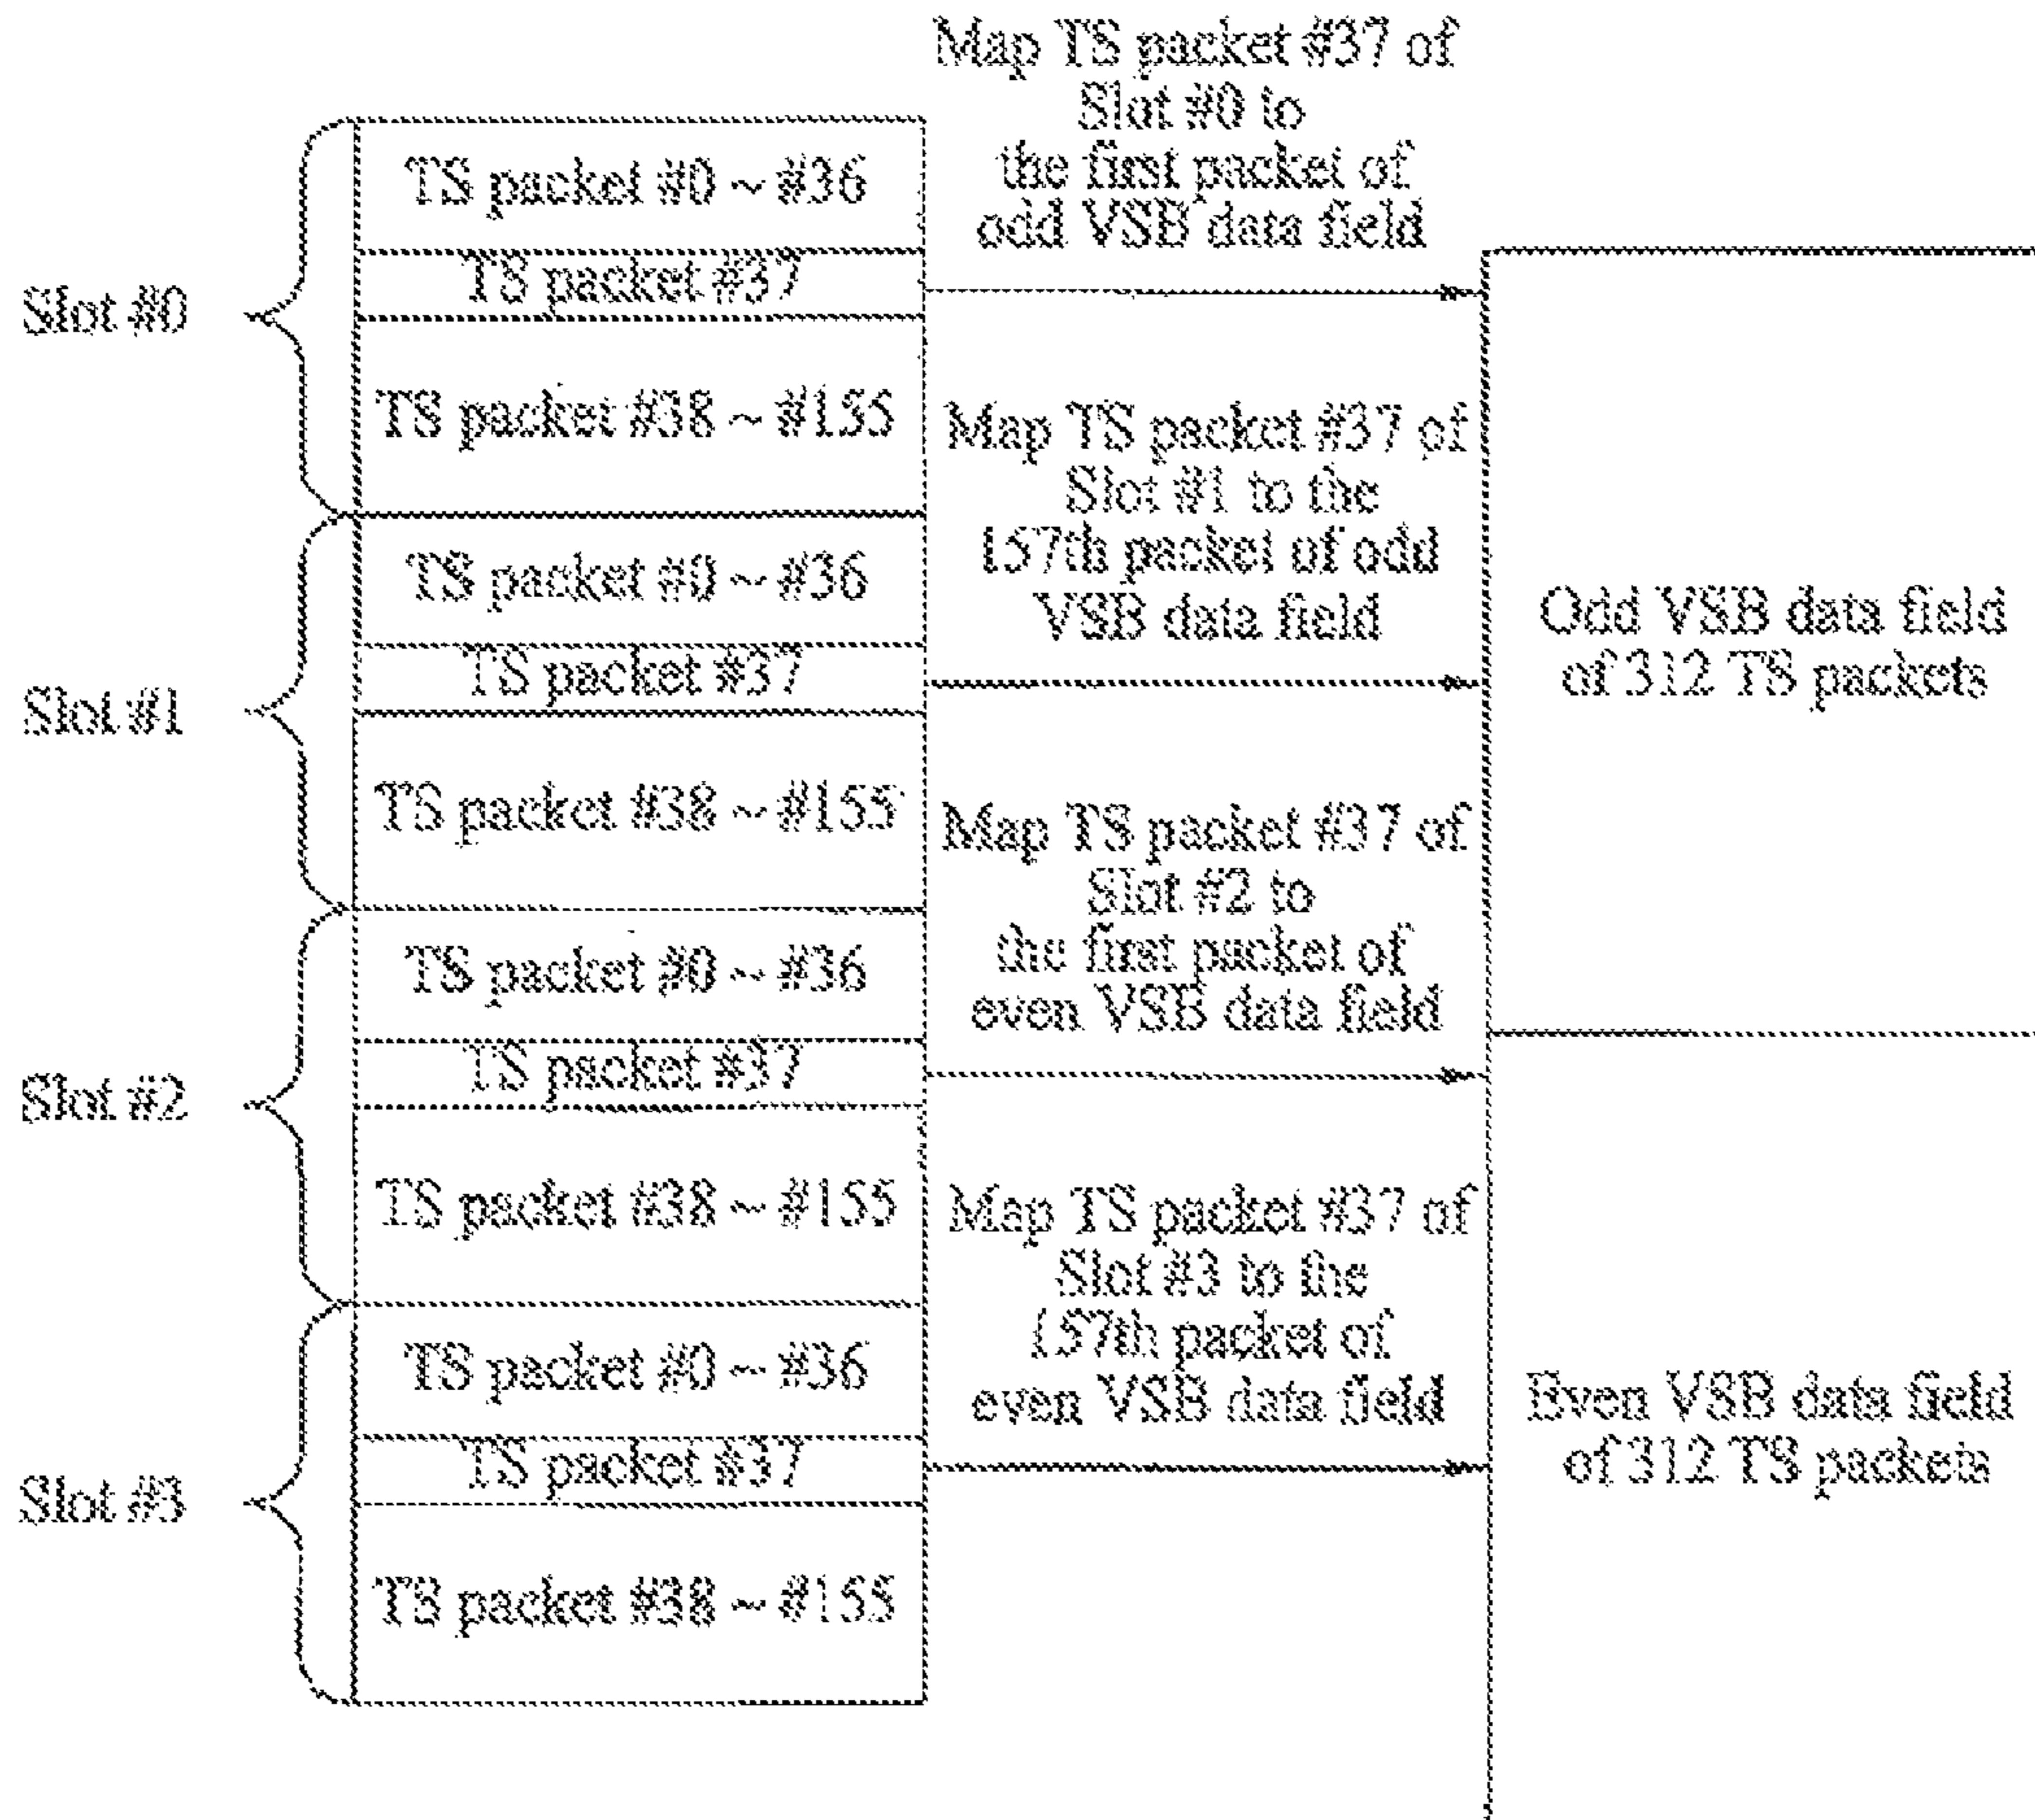 Map TS packet #37 of
Slot #0 to
the first packet of
odd VSB data field
Slot #0
TS packet #0 ~ #36
TS packet #37
TS packet #38 ~ #155
Map TS packet #37 of
Slot #1 to the
157th packet of odd
VSB data field
Slot #1
TS packet #0 ~ #36
TS packet #37
TS packet #38 ~ #155
Odd VSB data field
of 312 TS packets
Map TS packet #37 of
Slot #2 to
the first packet of
even VSB data field
Slot #2
TS packet #0 ~ #36
TS packet #37
TS packet #38 ~ #155
Map TS packet #37 of
Slot #3 to the
157th packet of
even VSB data field
Slot #3
TS packet #0 ~ #36
TS packet #37
TS packet #38 ~ #155
Even VSB data field
of 312 TS packets